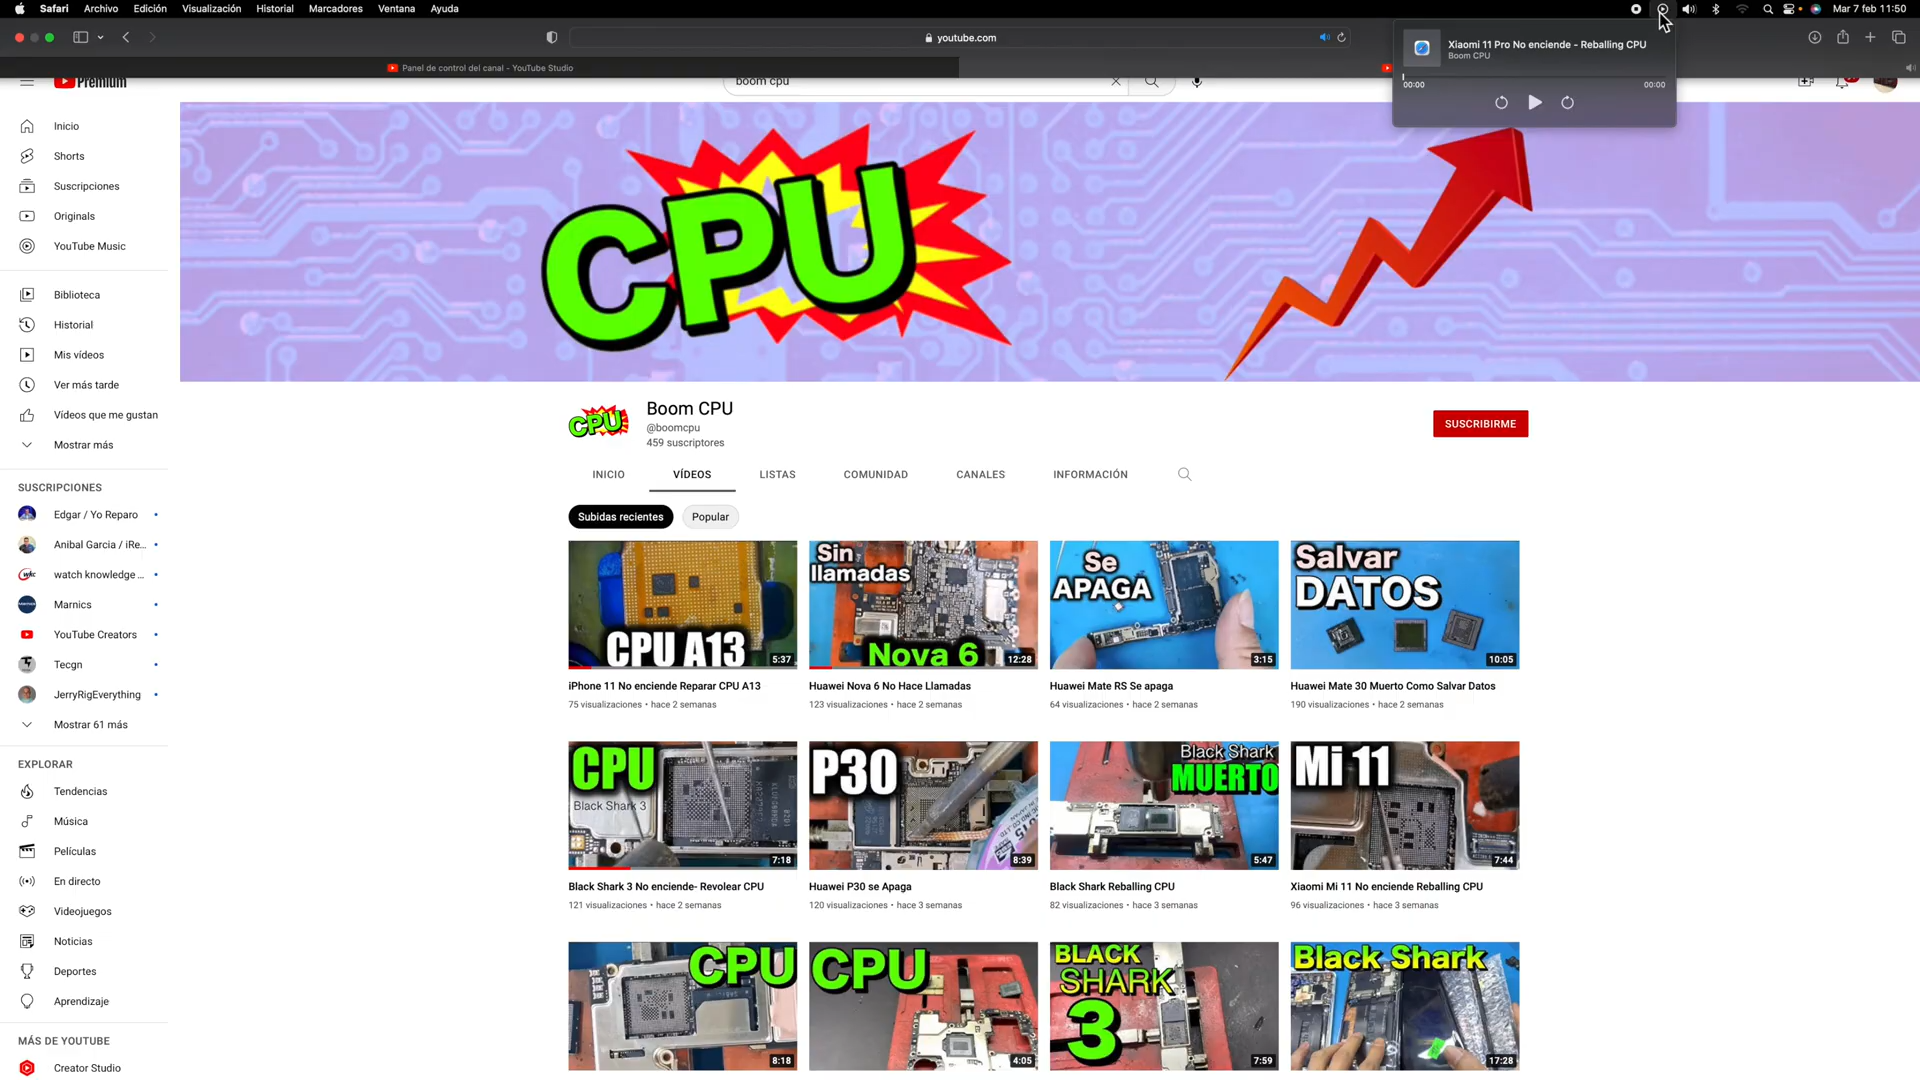 Safari Archivo Edición Visualización Historial Marcadores Ventana Ayuda
Mar 7 feb 11:50
youtube.com
Xiaomi 11 Pro No enciende - Reballing CPU
Boom CPU
00:00 00:00
Panel de control del canal - YouTube Studio
Premium
boom cpu
Inicio
Shorts
Suscripciones
Originals
YouTube Music
Biblioteca
Historial
Mis vídeos
Ver más tarde
Vídeos que me gustan
Mostrar más
SUSCRIPCIONES
Edgar / Yo Reparo
Anibal Garcia / iRe...
watch knowledge ...
Marnics
YouTube Creators
Tecgn
JerryRigEverything
Mostrar 61 más
EXPLORAR
Tendencias
Música
Películas
En directo
Videojuegos
Noticias
Deportes
Aprendizaje
MÁS DE YOUTUBE
Creator Studio
CPU
CPU
Boom CPU
@boomcpu
459 suscriptores
SUSCRIBIRME
INICIO VÍDEOS LISTAS COMUNIDAD CANALES INFORMACIÓN
Subidas recientes Popular
CPU A13
5:37
Sin
llamadas
Nova 6
12:28
Se
APAGA
3:15
Salvar
DATOS
10:05
iPhone 11 No enciende Reparar CPU A13
75 visualizaciones • hace 2 semanas
Huawei Nova 6 No Hace Llamadas
123 visualizaciones • hace 2 semanas
Huawei Mate RS Se apaga
64 visualizaciones • hace 2 semanas
Huawei Mate 30 Muerto Como Salvar Datos
190 visualizaciones • hace 2 semanas
CPU
Black Shark 3
7:18
P30
8:39
Black Shark
MUERTO
5:47
Mi 11
7:44
Black Shark 3 No enciende- Revolear CPU
121 visualizaciones • hace 2 semanas
Huawei P30 se Apaga
120 visualizaciones • hace 3 semanas
Black Shark Reballing CPU
82 visualizaciones • hace 3 semanas
Xiaomi Mi 11 No enciende Reballing CPU
96 visualizaciones • hace 3 semanas
CPU
8:18
CPU
4:05
BLACK
SHARK
3
7:59
Black Shark
17:28